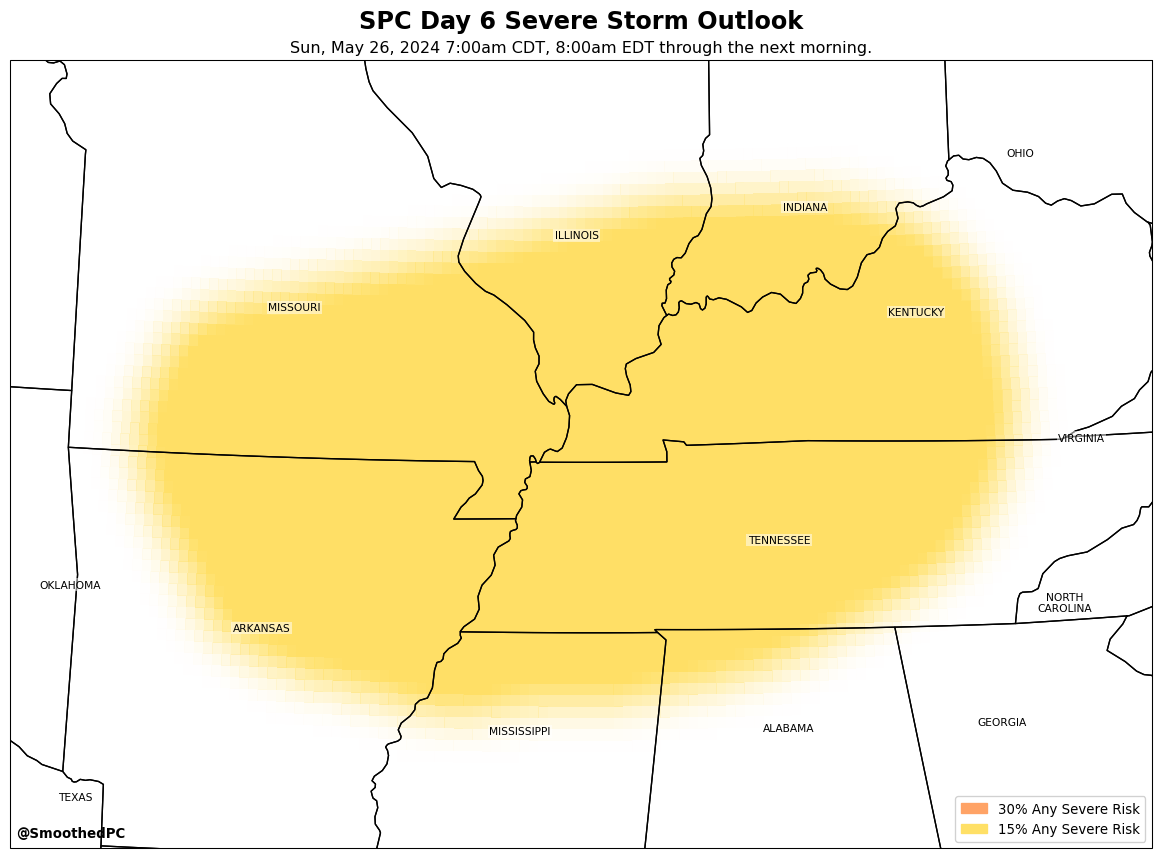 SPC Day 6 Severe Storm Outlook
Sun, May 26, 2024 7:00am CDT, 8:00am EDT through the next morning.
OHIO
INDIANA
ILLINOIS
MISSOURI
KENTUCKY
VIRGINIA
TENNESSEE
OKLAHOMA
NORTH
CAROLINA
ARKANSAS
GEORGIA
ALABAMA
MISSISSIPPI
TEXAS
30% Any Severe Risk
15% Any Severe Risk
@SmoothedPC